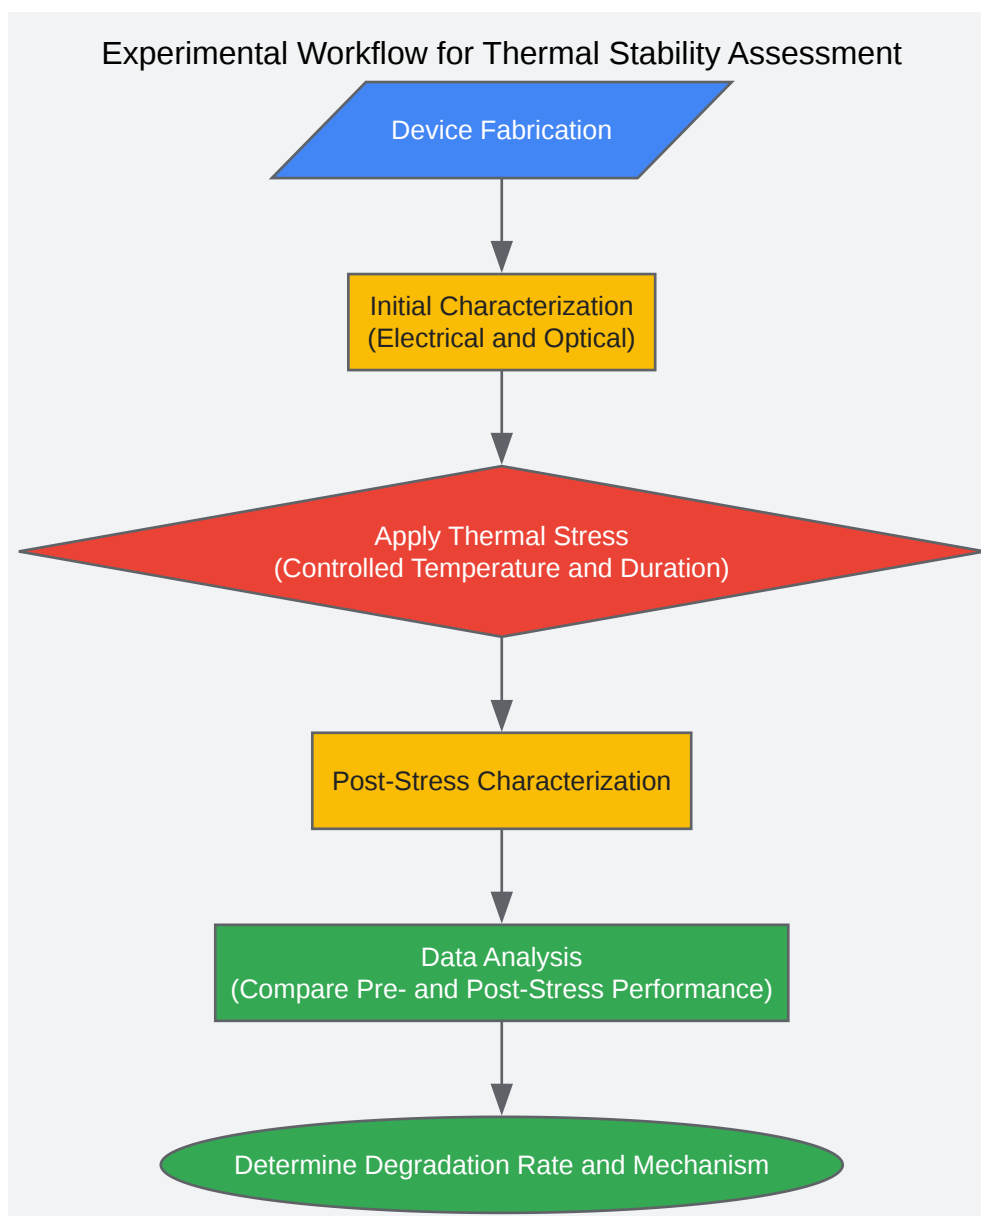 Experimental Workflow for Thermal Stability Assessment
Device Fabrication
Initial Characterization
(Electrical and Optical)
Apply Thermal Stress
(Controlled Temperature and Duration)
Post-Stress Characterization
Data Analysis
(Compare Pre- and Post-Stress Performance)
Determine Degradation Rate and Mechanism